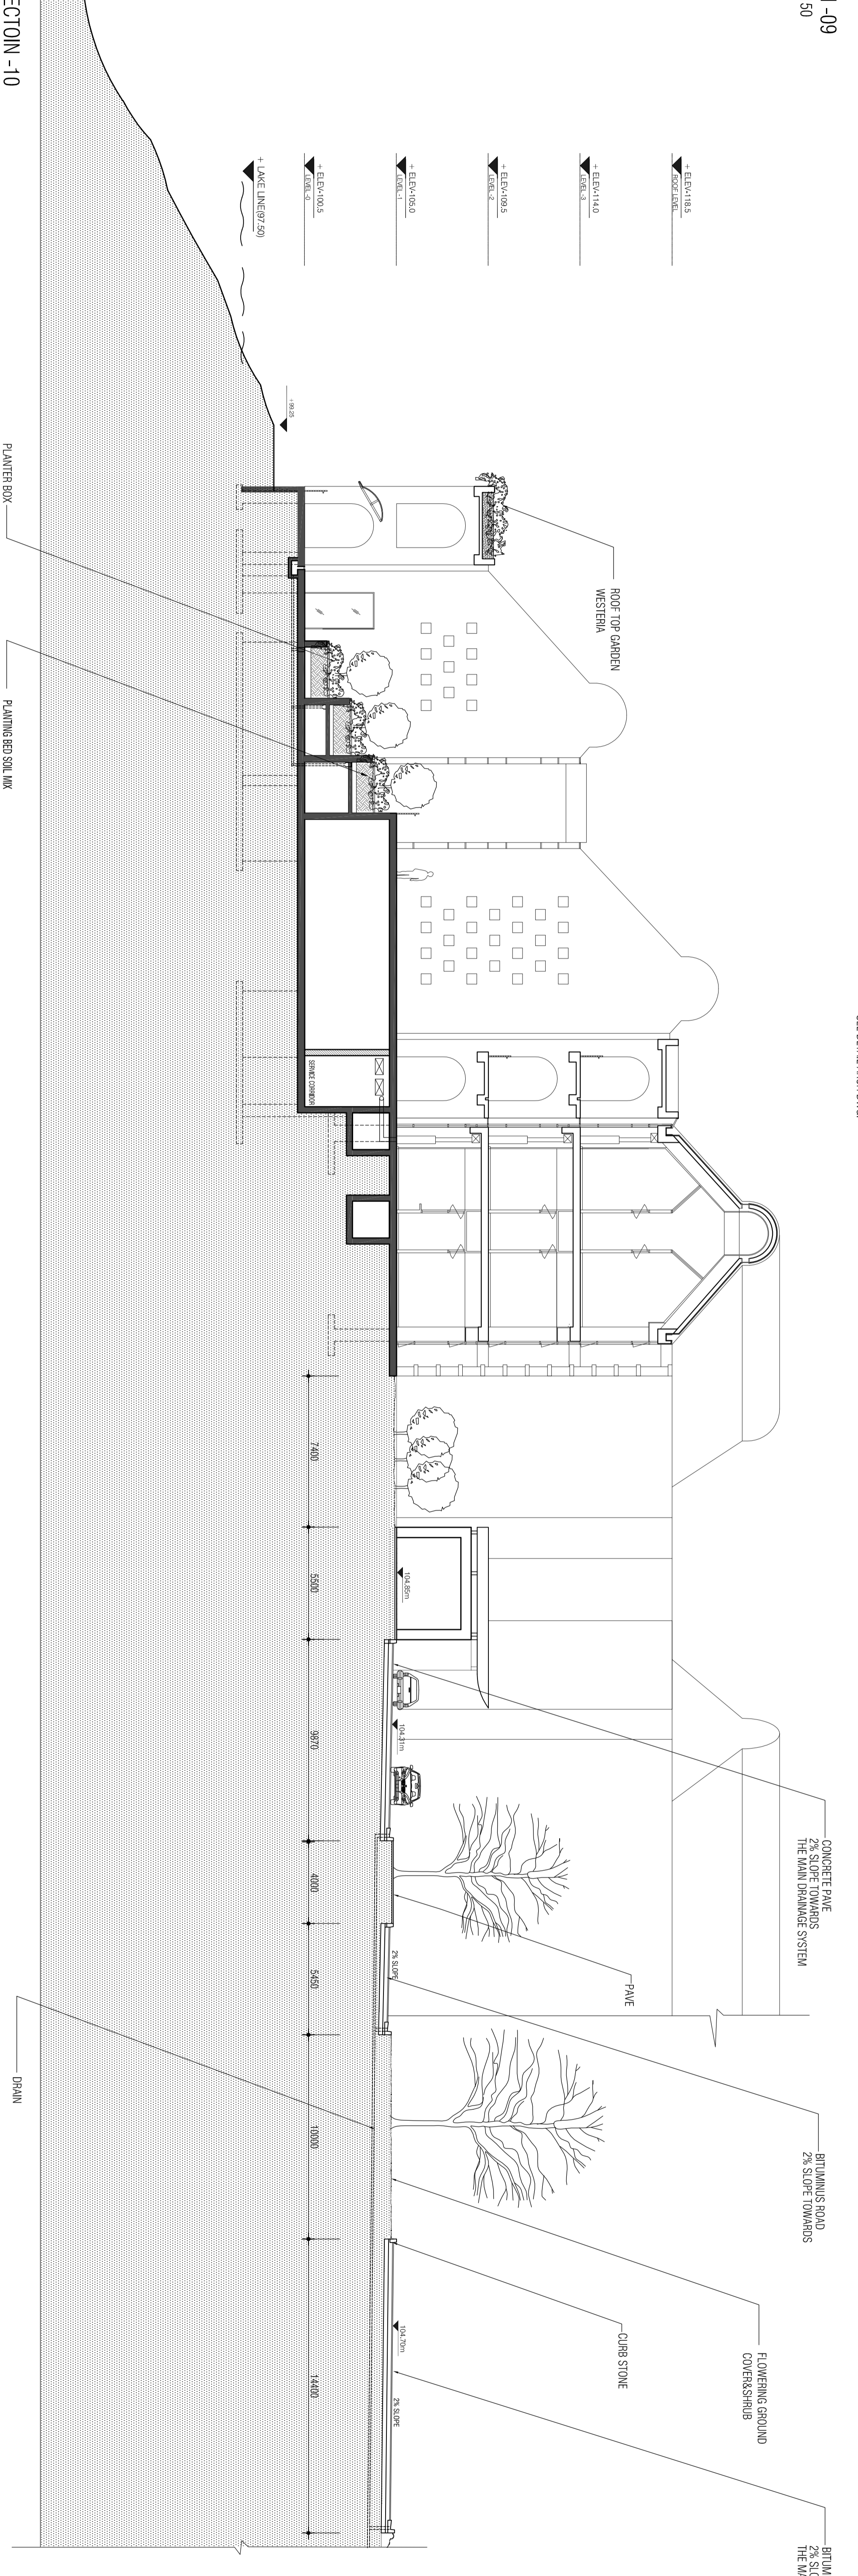 -09
50
+ ELEV-118.5
ROOF LEVEL
+ ELEV-114.0
LEVEL-3
+ ELEV-109.5
LEVEL-2
+ ELEV-105.0
LEVEL-1
+ ELEV-100.5
LEVEL-0
+ LAKE LINE(97.50)
+99.25
ROOF TOP GARDEN
WESTERIA
SERVICE CORRIDOR
CONCRETE PAVE
2% SLOPE TOWARDS
THE MAIN DRAINAGE SYSTEM
PAVE
BITUMINUS ROAD
2% SLOPE TOWARDS
FLOWERING GROUND
COVER&SHRUB
CURB STONE
BITUM
2% SL
THE MA
104.85m
104.31m
2% SLOPE
104.70m
2% SLOPE
7400
5500
9870
4000
5450
10000
14400
PLANTER BOX
PLANTING BED SOIL MIX
DRAIN
ECTOIN -10